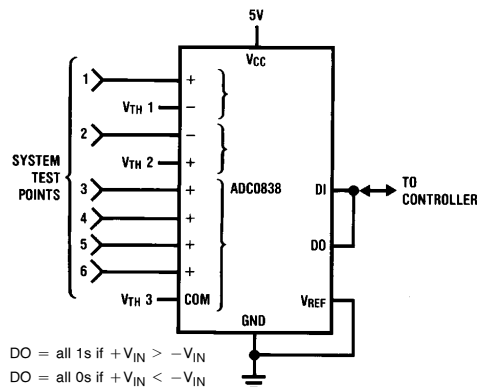 5V
VCC
1 +
VTH 1 −
2 −
VTH 2 +
SYSTEM
TEST
POINTS
3 +
ADC0838
DI
TO
CONTROLLER
4 +
5 +
DO
6 +
VTH 3 COM
VREF
GND
DO = all 1s if +VIN > −VIN
DO = all 0s if +VIN < −VIN